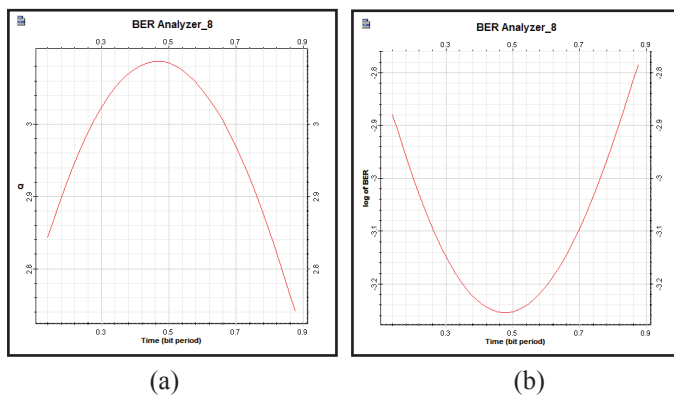 BER Analyzer_8
0.3 0.5 0.7 0.9
3 3
2.9 2.9
2.8 2.8
Q
0.3 0.5 0.7 0.9
Time (bit period)
(a)
BER Analyzer_8
0.3 0.5 0.7 0.9
-2.8 -2.8
-2.9 -2.9
-3 -3
-3.1 -3.1
-3.2 -3.2
log of BER
0.3 0.5 0.7 0.9
Time (bit period)
(b)